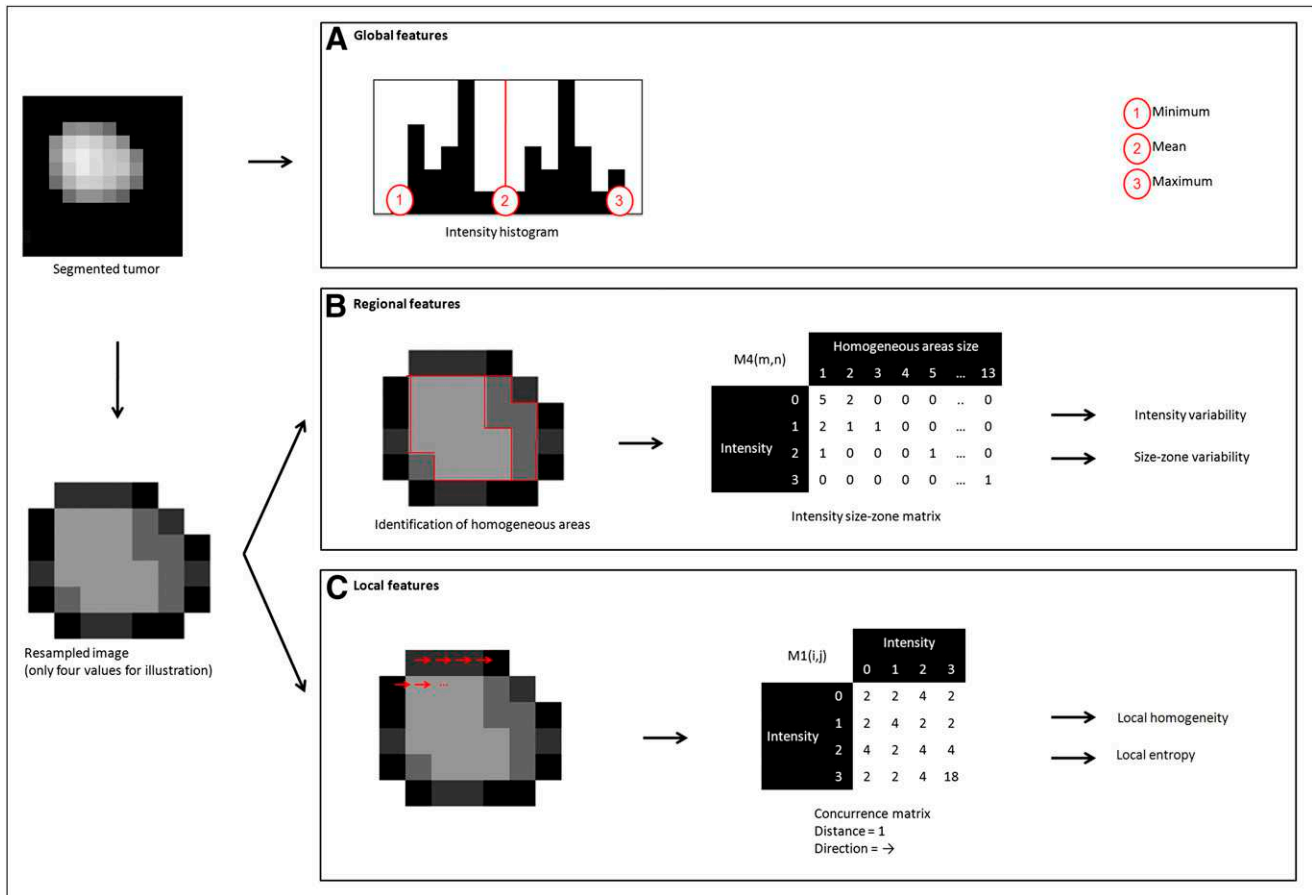 A Global features
1 Minimum
2 Mean
3 Maximum
1 2 3
Intensity histogram
Segmented tumor
B Regional features
M4(m,n)
Homogeneous areas size
1 2 3 4 5 ... 13
0 5 2 0 0 0 .. 0
1 2 1 1 0 0 ... 0
Intensity 2 1 0 0 0 1 ... 0
3 0 0 0 0 0 ... 1
Intensity variability
Size-zone variability
Identification of homogeneous areas
Intensity size-zone matrix
Resampled image
(only four values for illustration)
C Local features
...
M1(i,j)
Intensity
0 1 2 3
0 2 2 4 2
1 2 4 2 2
Intensity 2 4 2 4 4
3 2 2 4 18
Local homogeneity
Local entropy
Concurrence matrix
Distance = 1
Direction = →